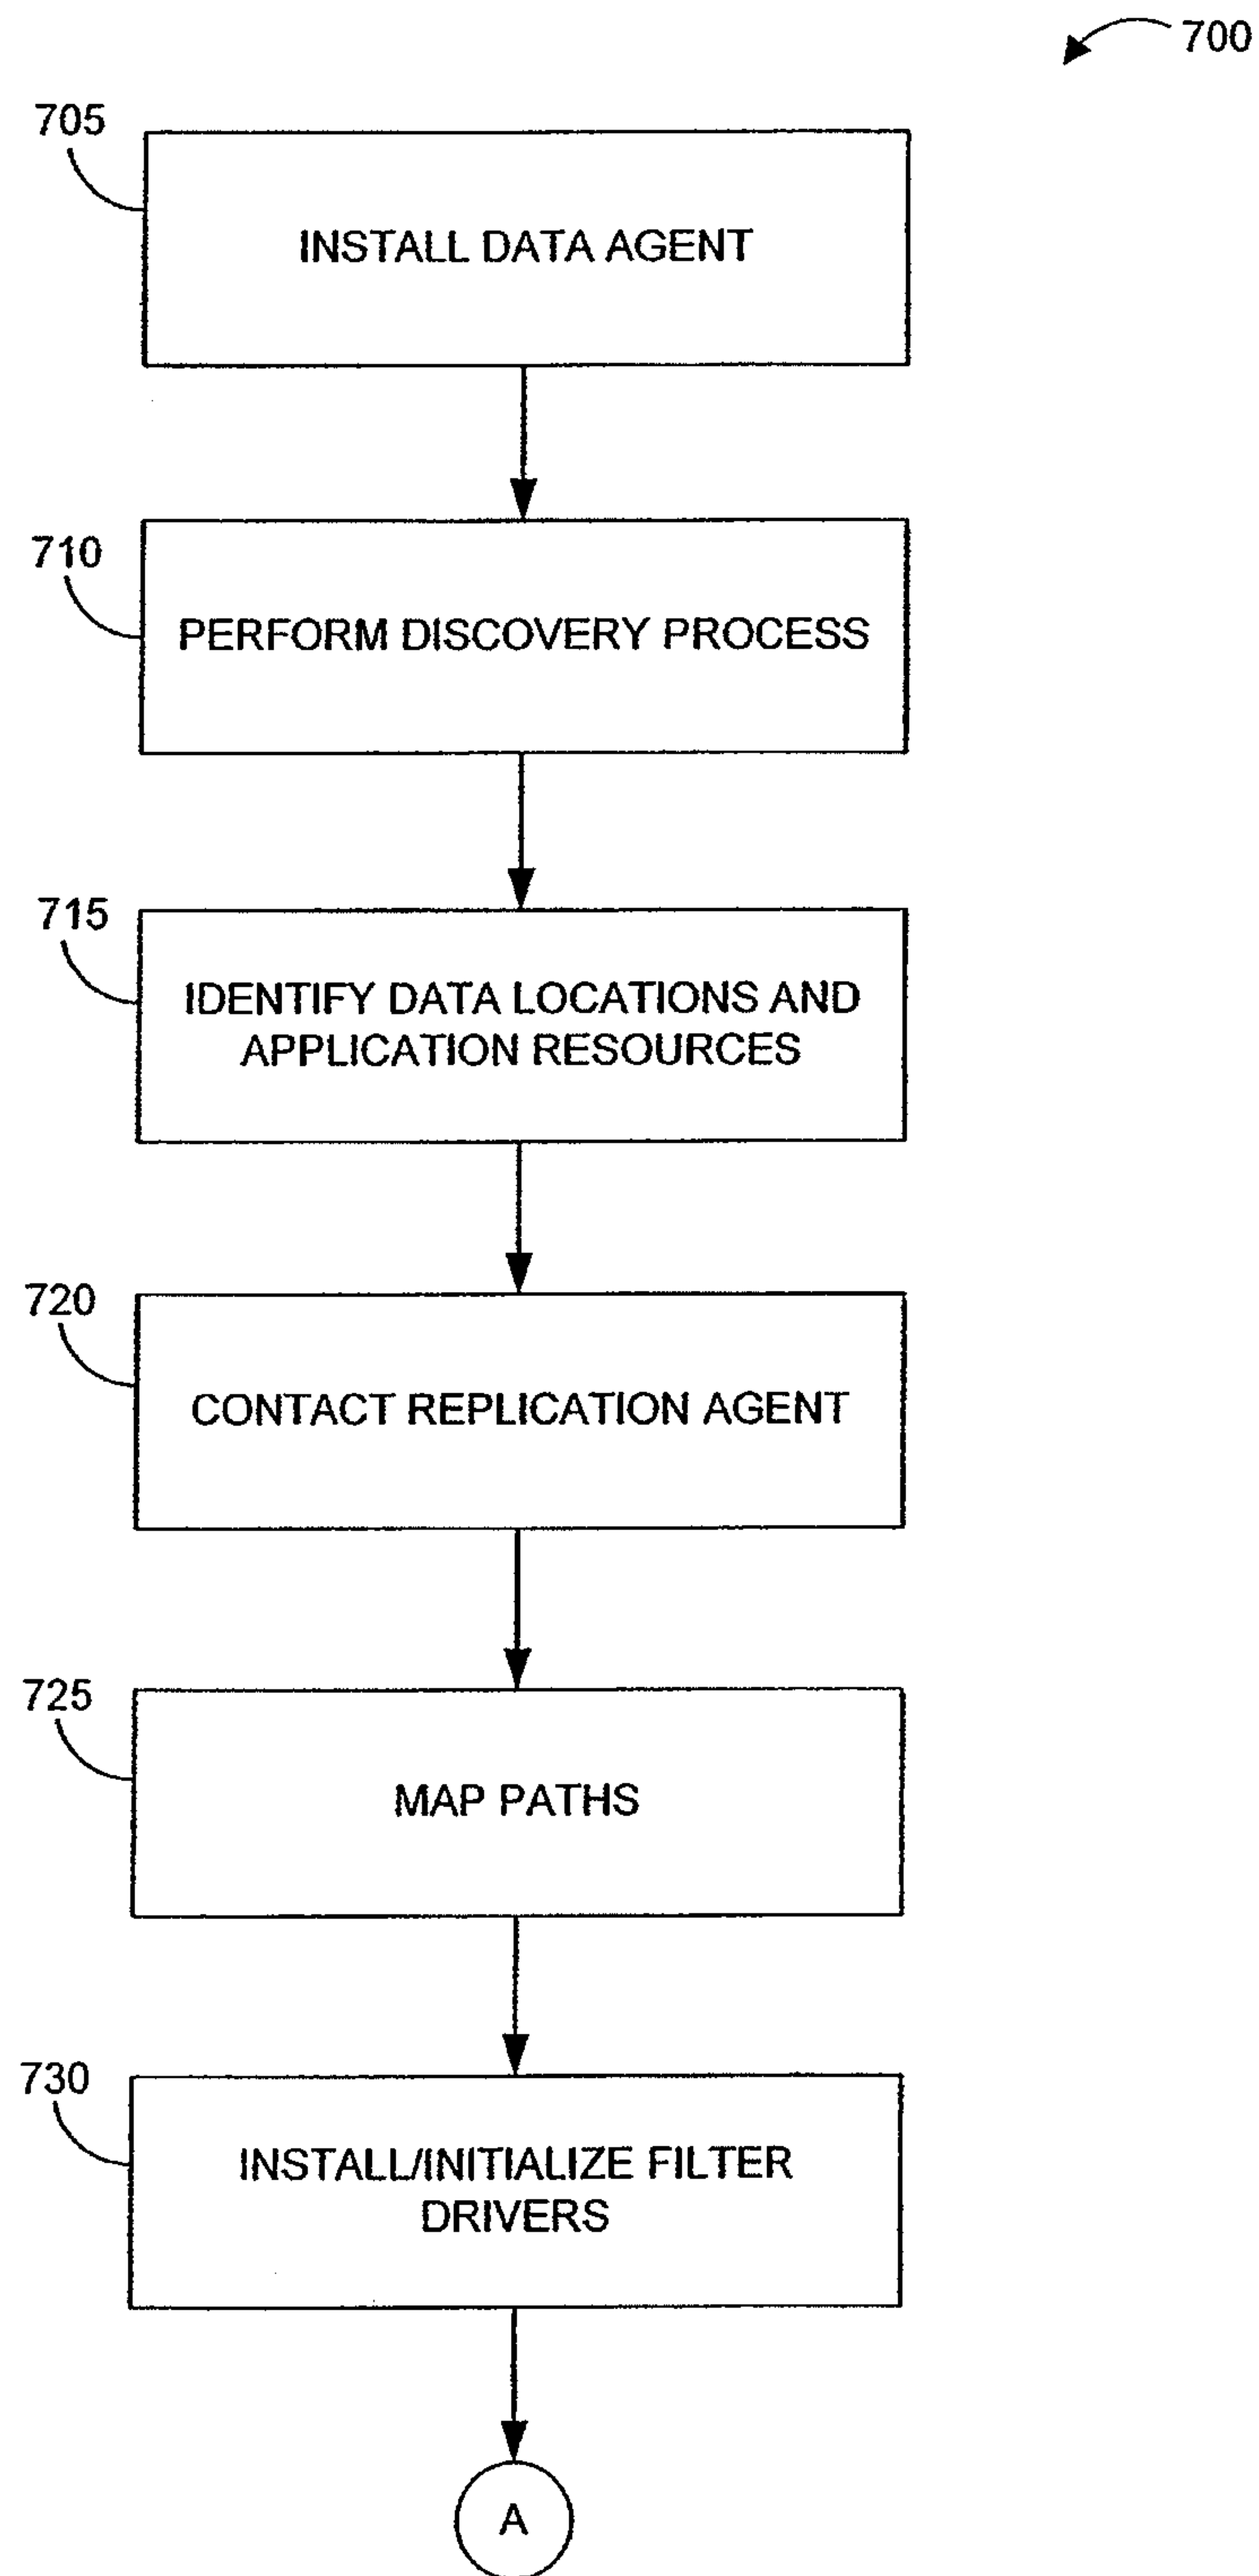 700
705
INSTALL DATA AGENT
710
PERFORM DISCOVERY PROCESS
715
IDENTIFY DATA LOCATIONS AND
APPLICATION RESOURCES
720
CONTACT REPLICATION AGENT
725
MAP PATHS
730
INSTALL/INITIALIZE FILTER
DRIVERS
A